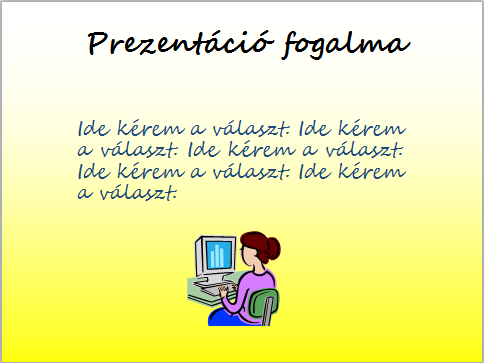 Prezentáció fogalma
Ide kérem a választ. Ide kérem
a választ. Ide kérem a választ.
Ide kérem a választ. Ide kérem
a választ.